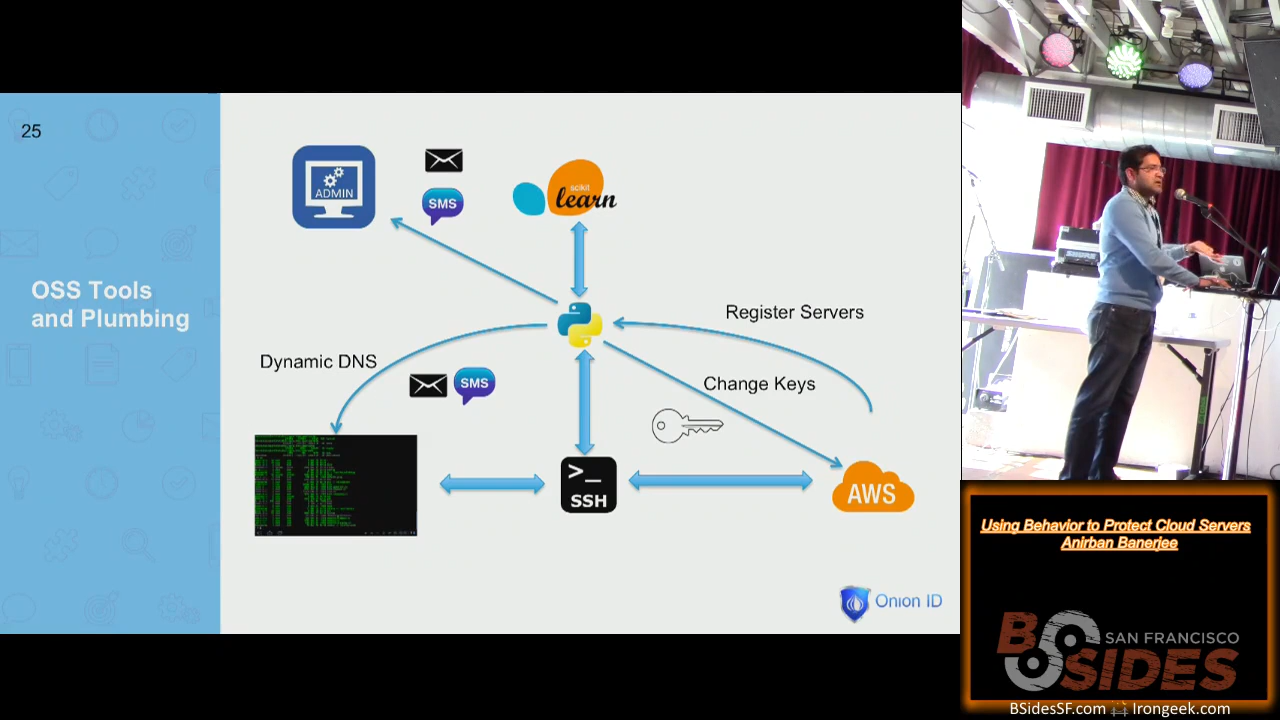 25
OSS Tools
and Plumbing
ADMIN
SMS
scikit
learn
Register Servers
Dynamic DNS
SMS
Change Keys
>_
SSH
AWS
Onion ID
Using Behavior to Protect Cloud Servers
Anirban Banerjee
BSIDES
SAN FRANCISCO
BSidesSF.com Irongeek.com